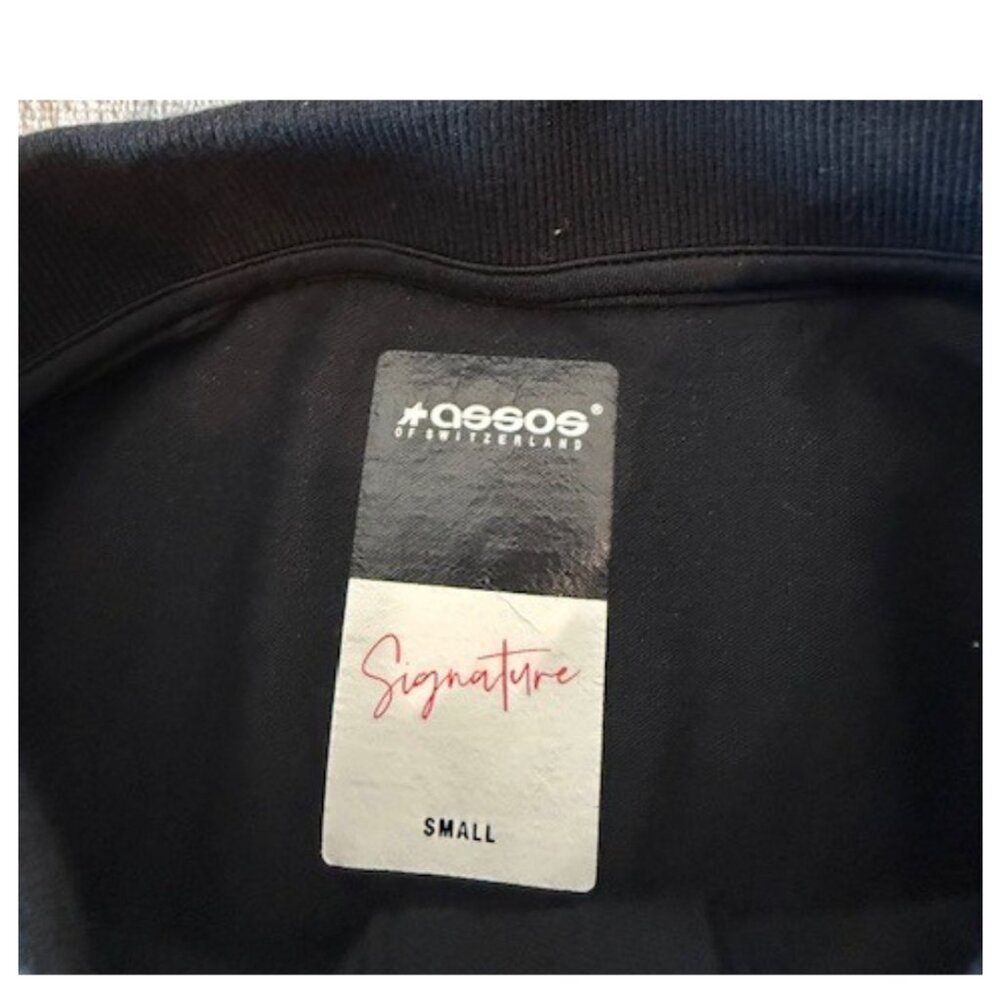 assos®
OF SWITZERLAND
Signature
SMALL